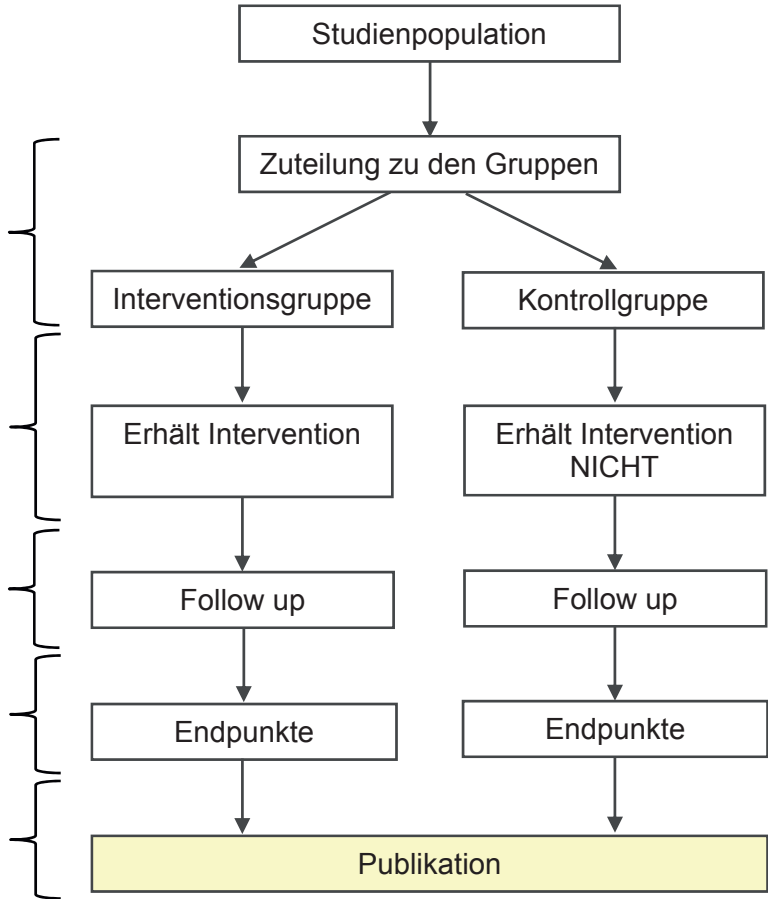 Studienpopulation
Zuteilung zu den Gruppen
Interventionsgruppe
Kontrollgruppe
Erhält Intervention
Erhält Intervention
NICHT
Follow up
Follow up
Endpunkte
Endpunkte
Publikation